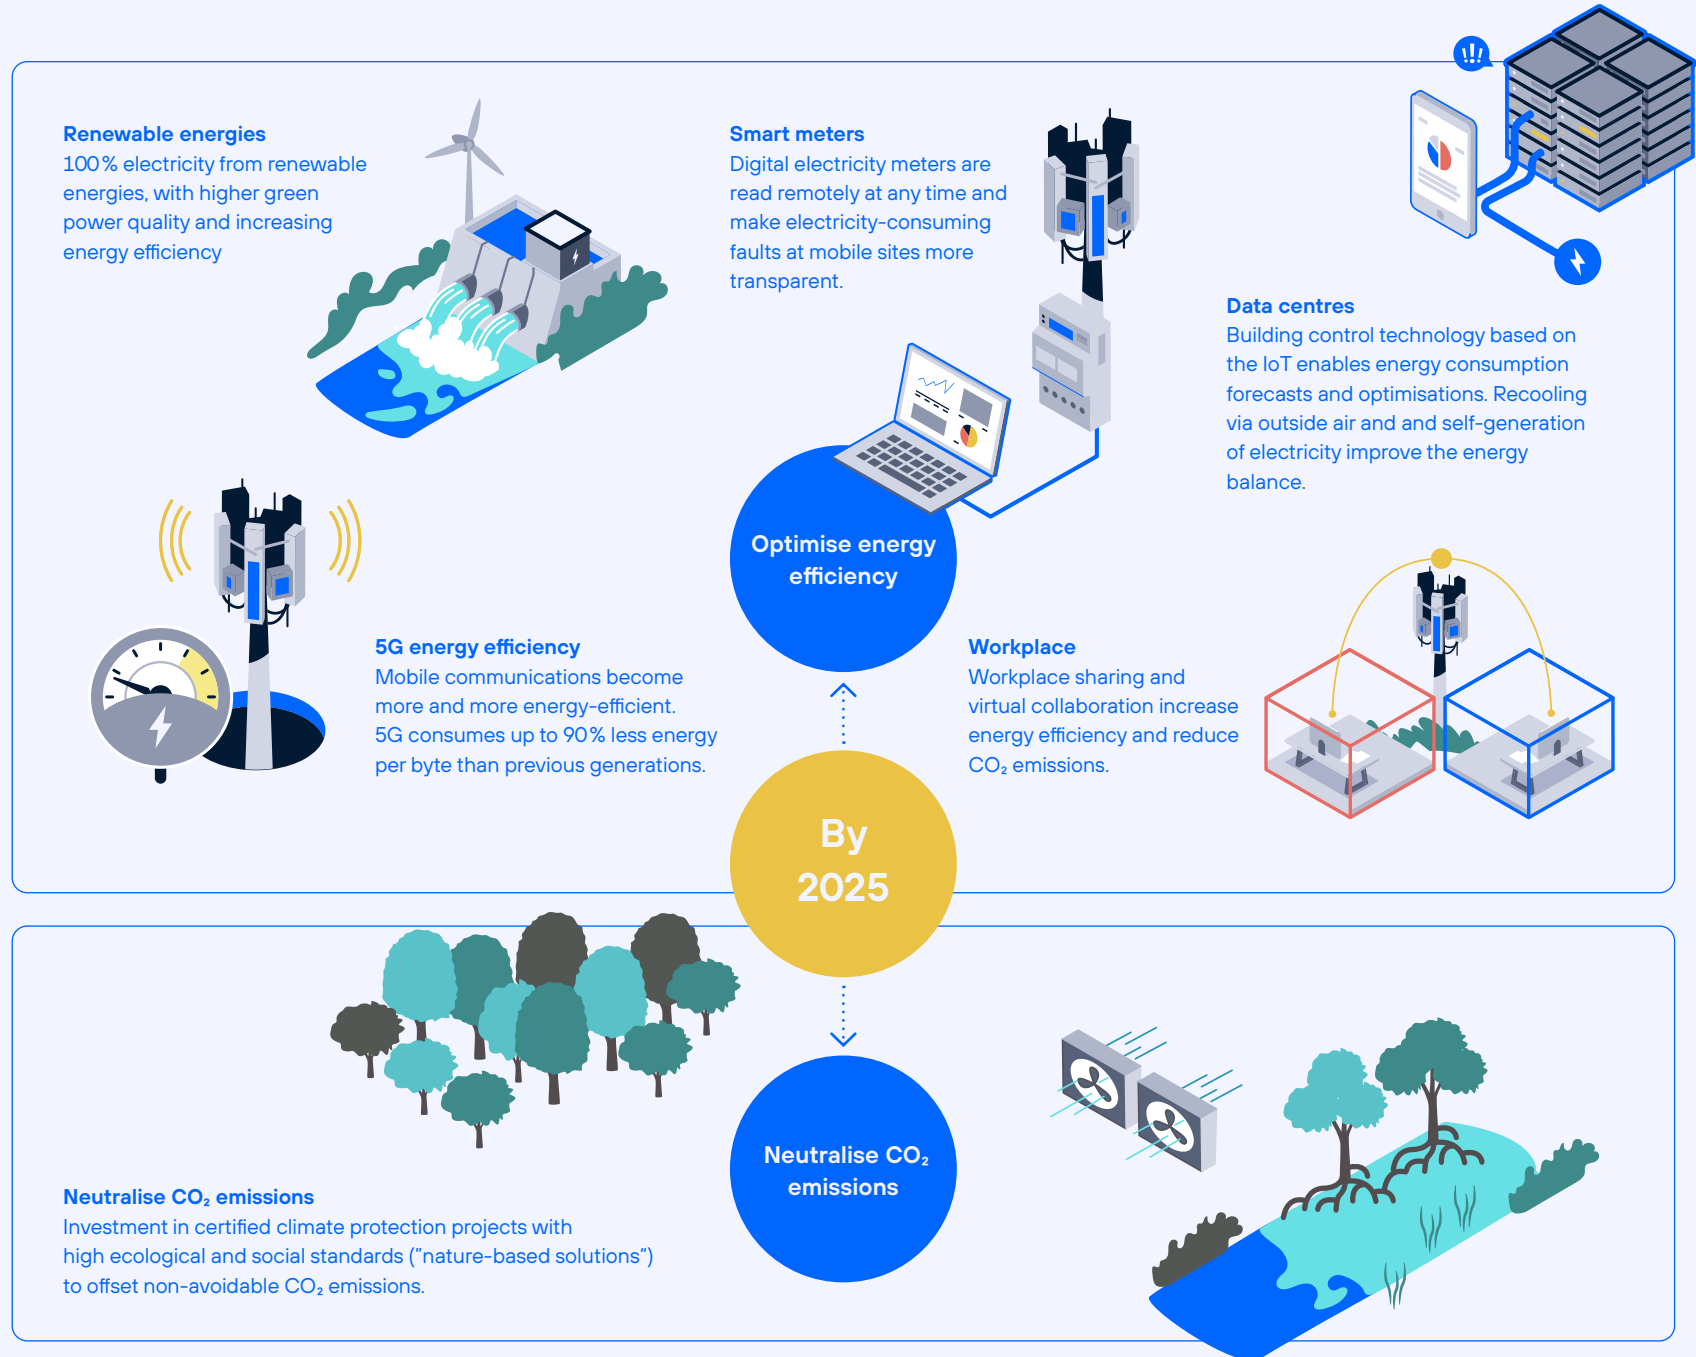 Renewable energies
100 % electricity from renewable
energies, with higher green
power quality and increasing
energy efficiency
Smart meters
Digital electricity meters are
read remotely at any time and
make electricity-consuming
faults at mobile sites more
transparent.
!!!
Data centres
Building control technology based on
the IoT enables energy consumption
forecasts and optimisations. Recooling
via outside air and and self-generation
of electricity improve the energy
balance.
Optimise energy
efficiency
5G energy efficiency
Mobile communications become
more and more energy-efficient.
5G consumes up to 90 % less energy
per byte than previous generations.
Workplace
Workplace sharing and
virtual collaboration increase
energy efficiency and reduce
CO₂ emissions.
By
2025
Neutralise CO₂
emissions
Neutralise CO₂ emissions
Investment in certified climate protection projects with
high ecological and social standards (”nature-based solutions“)
to offset non-avoidable CO₂ emissions.